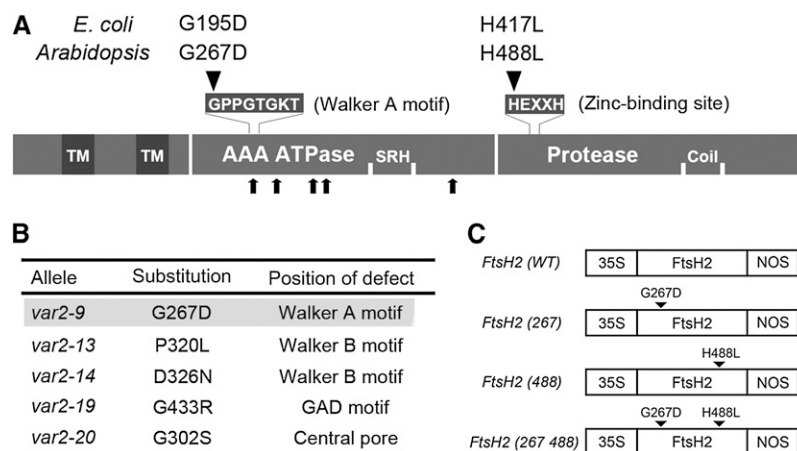 A
E. coli G195D H417L
Arabidopsis G267D H488L
GPPGTGKT (Walker A motif) HEXXH (Zinc-binding site)
TM TM AAA ATPase SRH Protease Coil
B
Allele Substitution Position of defect
var2-9 G267D Walker A motif
var2-13 P320L Walker B motif
var2-14 D326N Walker B motif
var2-19 G433R GAD motif
var2-20 G302S Central pore
C
FtsH2 (WT) 35S FtsH2 NOS
G267D
FtsH2 (267) 35S FtsH2 NOS
H488L
FtsH2 (488) 35S FtsH2 NOS
G267D H488L
FtsH2 (267 488) 35S FtsH2 NOS